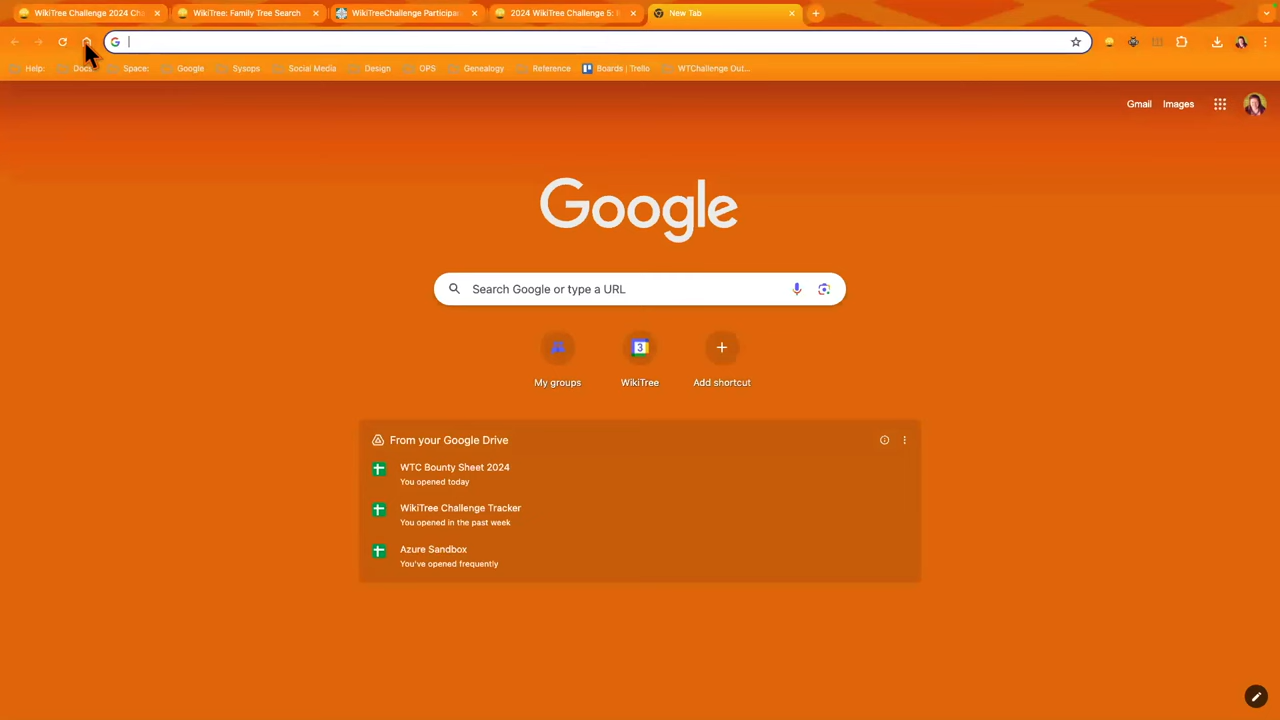 WikiTree Challenge 2024 Ch
WikiTree: Family Tree Search
WikiTreeChallenge Participan
2024 WikiTree Challenge 5:
New Tab
Help:
Docs
Space:
Google
Sysops
Social Media
Design
OPS
Genealogy
Reference
Boards | Trello
WTChallenge Out...
Gmail
Images
Google
Search Google or type a URL
3
My groups
WikiTree
Add shortcut
From your Google Drive
WTC Bounty Sheet 2024
You opened today
WikiTree Challenge Tracker
You opened in the past week
Azure Sandbox
You've opened frequently